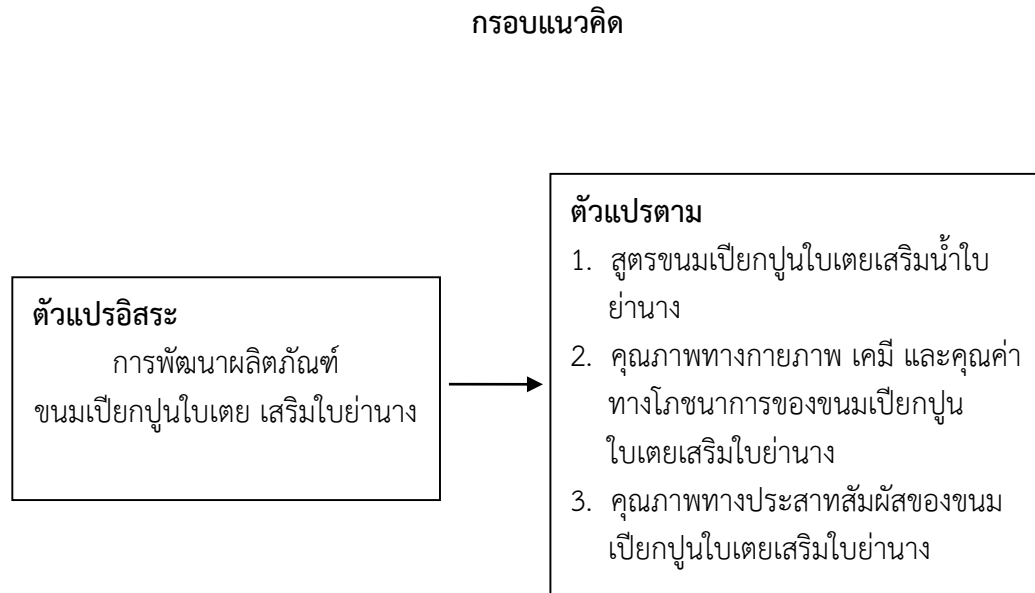 กรอบแนวคิด
ตัวแปรอิสระ
การพัฒนาผลิตภัณฑ์
ขนมเปียกปูนใบเตย เสริมใบย่านาง
ตัวแปรตาม
1. สูตรขนมเปียกปูนใบเตยเสริมน้ำใบ
ย่านาง
2. คุณภาพทางกายภาพ เคมี และคุณค่า
ทางโภชนาการของขนมเปียกปูน
ใบเตยเสริมใบย่านาง
3. คุณภาพทางประสาทสัมผัสของขนม
เปียกปูนใบเตยเสริมใบย่านาง